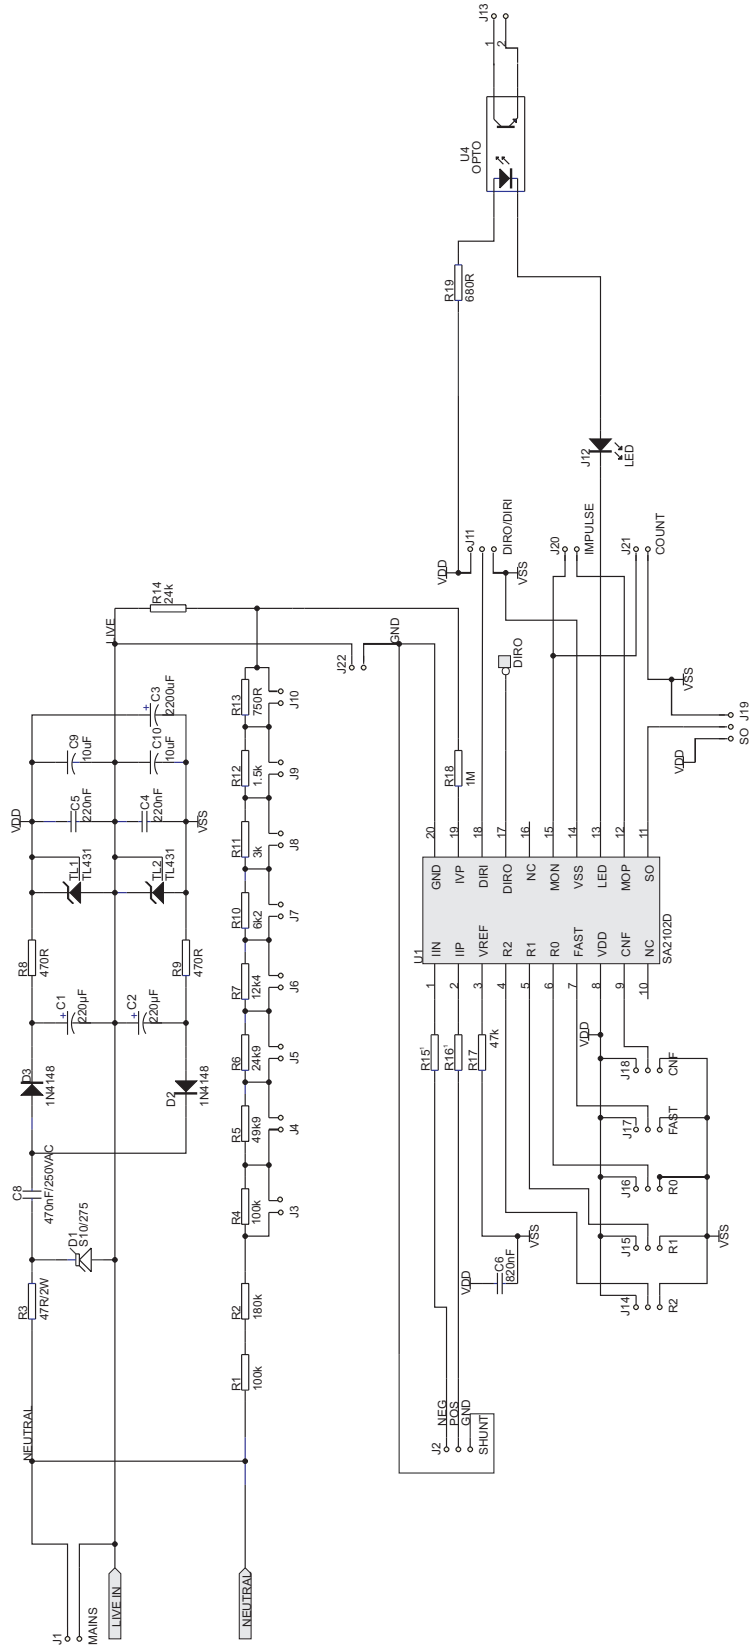 J1
MAINS
LIVE IN
NEUTRAL
NEUTRAL
R3
47R/2W
D1
S10/275
C8
470nF/250VAC
D3
1N4148
D2
1N4148
+
C1
220µF
+
C2
220µF
R8
470R
R9
470R
TL1
TL431
TL2
TL431
VDD
C5
220nF
C4
220nF
VSS
C9
10uF
C10
10uF
+
C3
2200uF
LIVE
R14
24k
R1
100k
R2
180k
R4
100k
J3
R5
49k9
J4
R6
24k9
J5
R7
12k4
J6
R10
6k2
J7
R11
3k
J8
R12
1.5k
J9
R13
750R
J10
J22
GND
J2
NEG
POS
GND
SHUNT
R15¹
R16¹
R17
47k
VDD
C6
820nF
VSS
R18
1M
U1
SA2102D
1
IIN
2
IIP
3
VREF
4
R2
5
R1
6
R0
7
FAST
8
VDD
9
CNF
10
NC
20
GND
19
IVP
18
DIRI
17
DIRO
16
NC
15
MON
14
VSS
13
LED
12
MOP
11
SO
J14
R2
J15
R1
J16
R0
J17
FAST
J18
CNF
VDD
VSS
DIRO
VDD
J11
DIRO/DIRI
VSS
J20
IMPULSE
J21
COUNT
VSS
VDD
SO
J19
J12
LED
R19
680R
U4
OPTO
J13
1
2